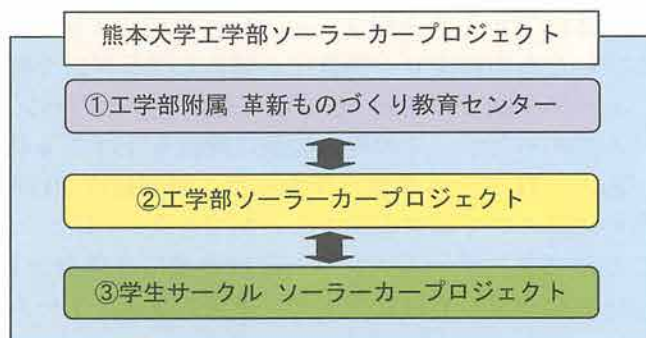 熊本大学工学部ソーラーカープロジェクト
①工学部附属 革新ものづくり教育センター
②工学部ソーラーカープロジェクト
③学生サークル ソーラーカープロジェクト